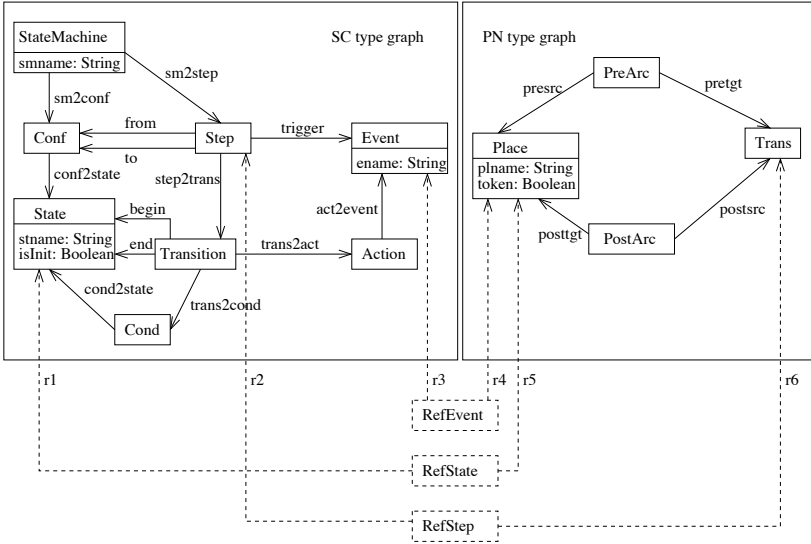 StateMachine
smname: String
SC type graph
PN type graph
sm2step
sm2conf
PreArc
presrc
pretgt
Conf
from
to
Step
trigger
Event
ename: String
Place
plname: String
token: Boolean
Trans
conf2state
step2trans
act2event
State
stname: String
isInit: Boolean
begin
end
Transition
trans2act
Action
posttgt
PostArc
postsrc
cond2state
trans2cond
Cond
r1
r2
r3
r4
r5
r6
RefEvent
RefState
RefStep